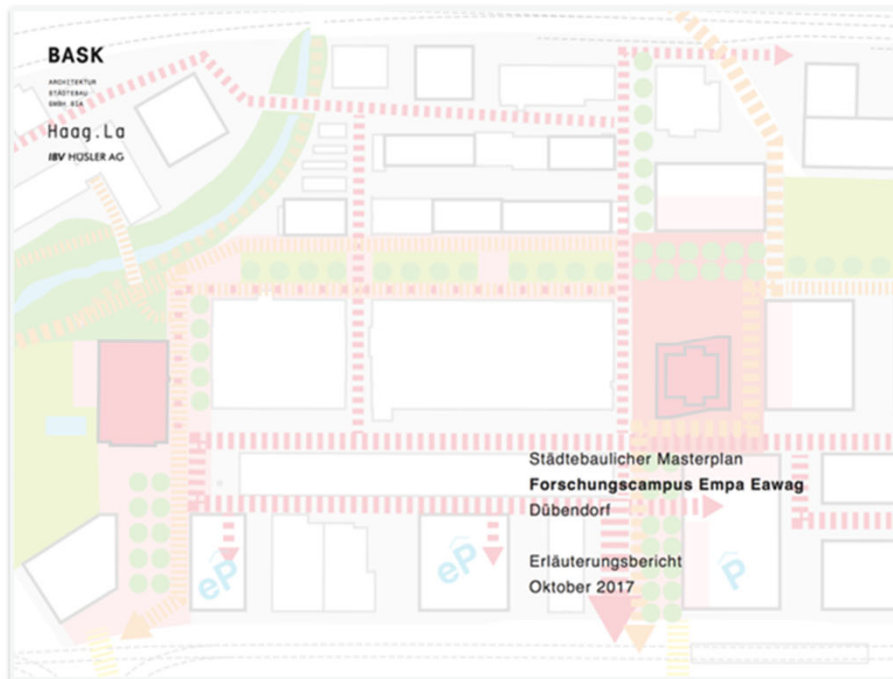 BASK
ARCHITEKTUR
STÄDTEBAU
GMBH SIA
Haag.La
IBV HÜSLER AG
Städtebaulicher Masterplan
Forschungscampus Empa Eawag
Dübendorf
Erläuterungsbericht
Oktober 2017
eP
eP
P